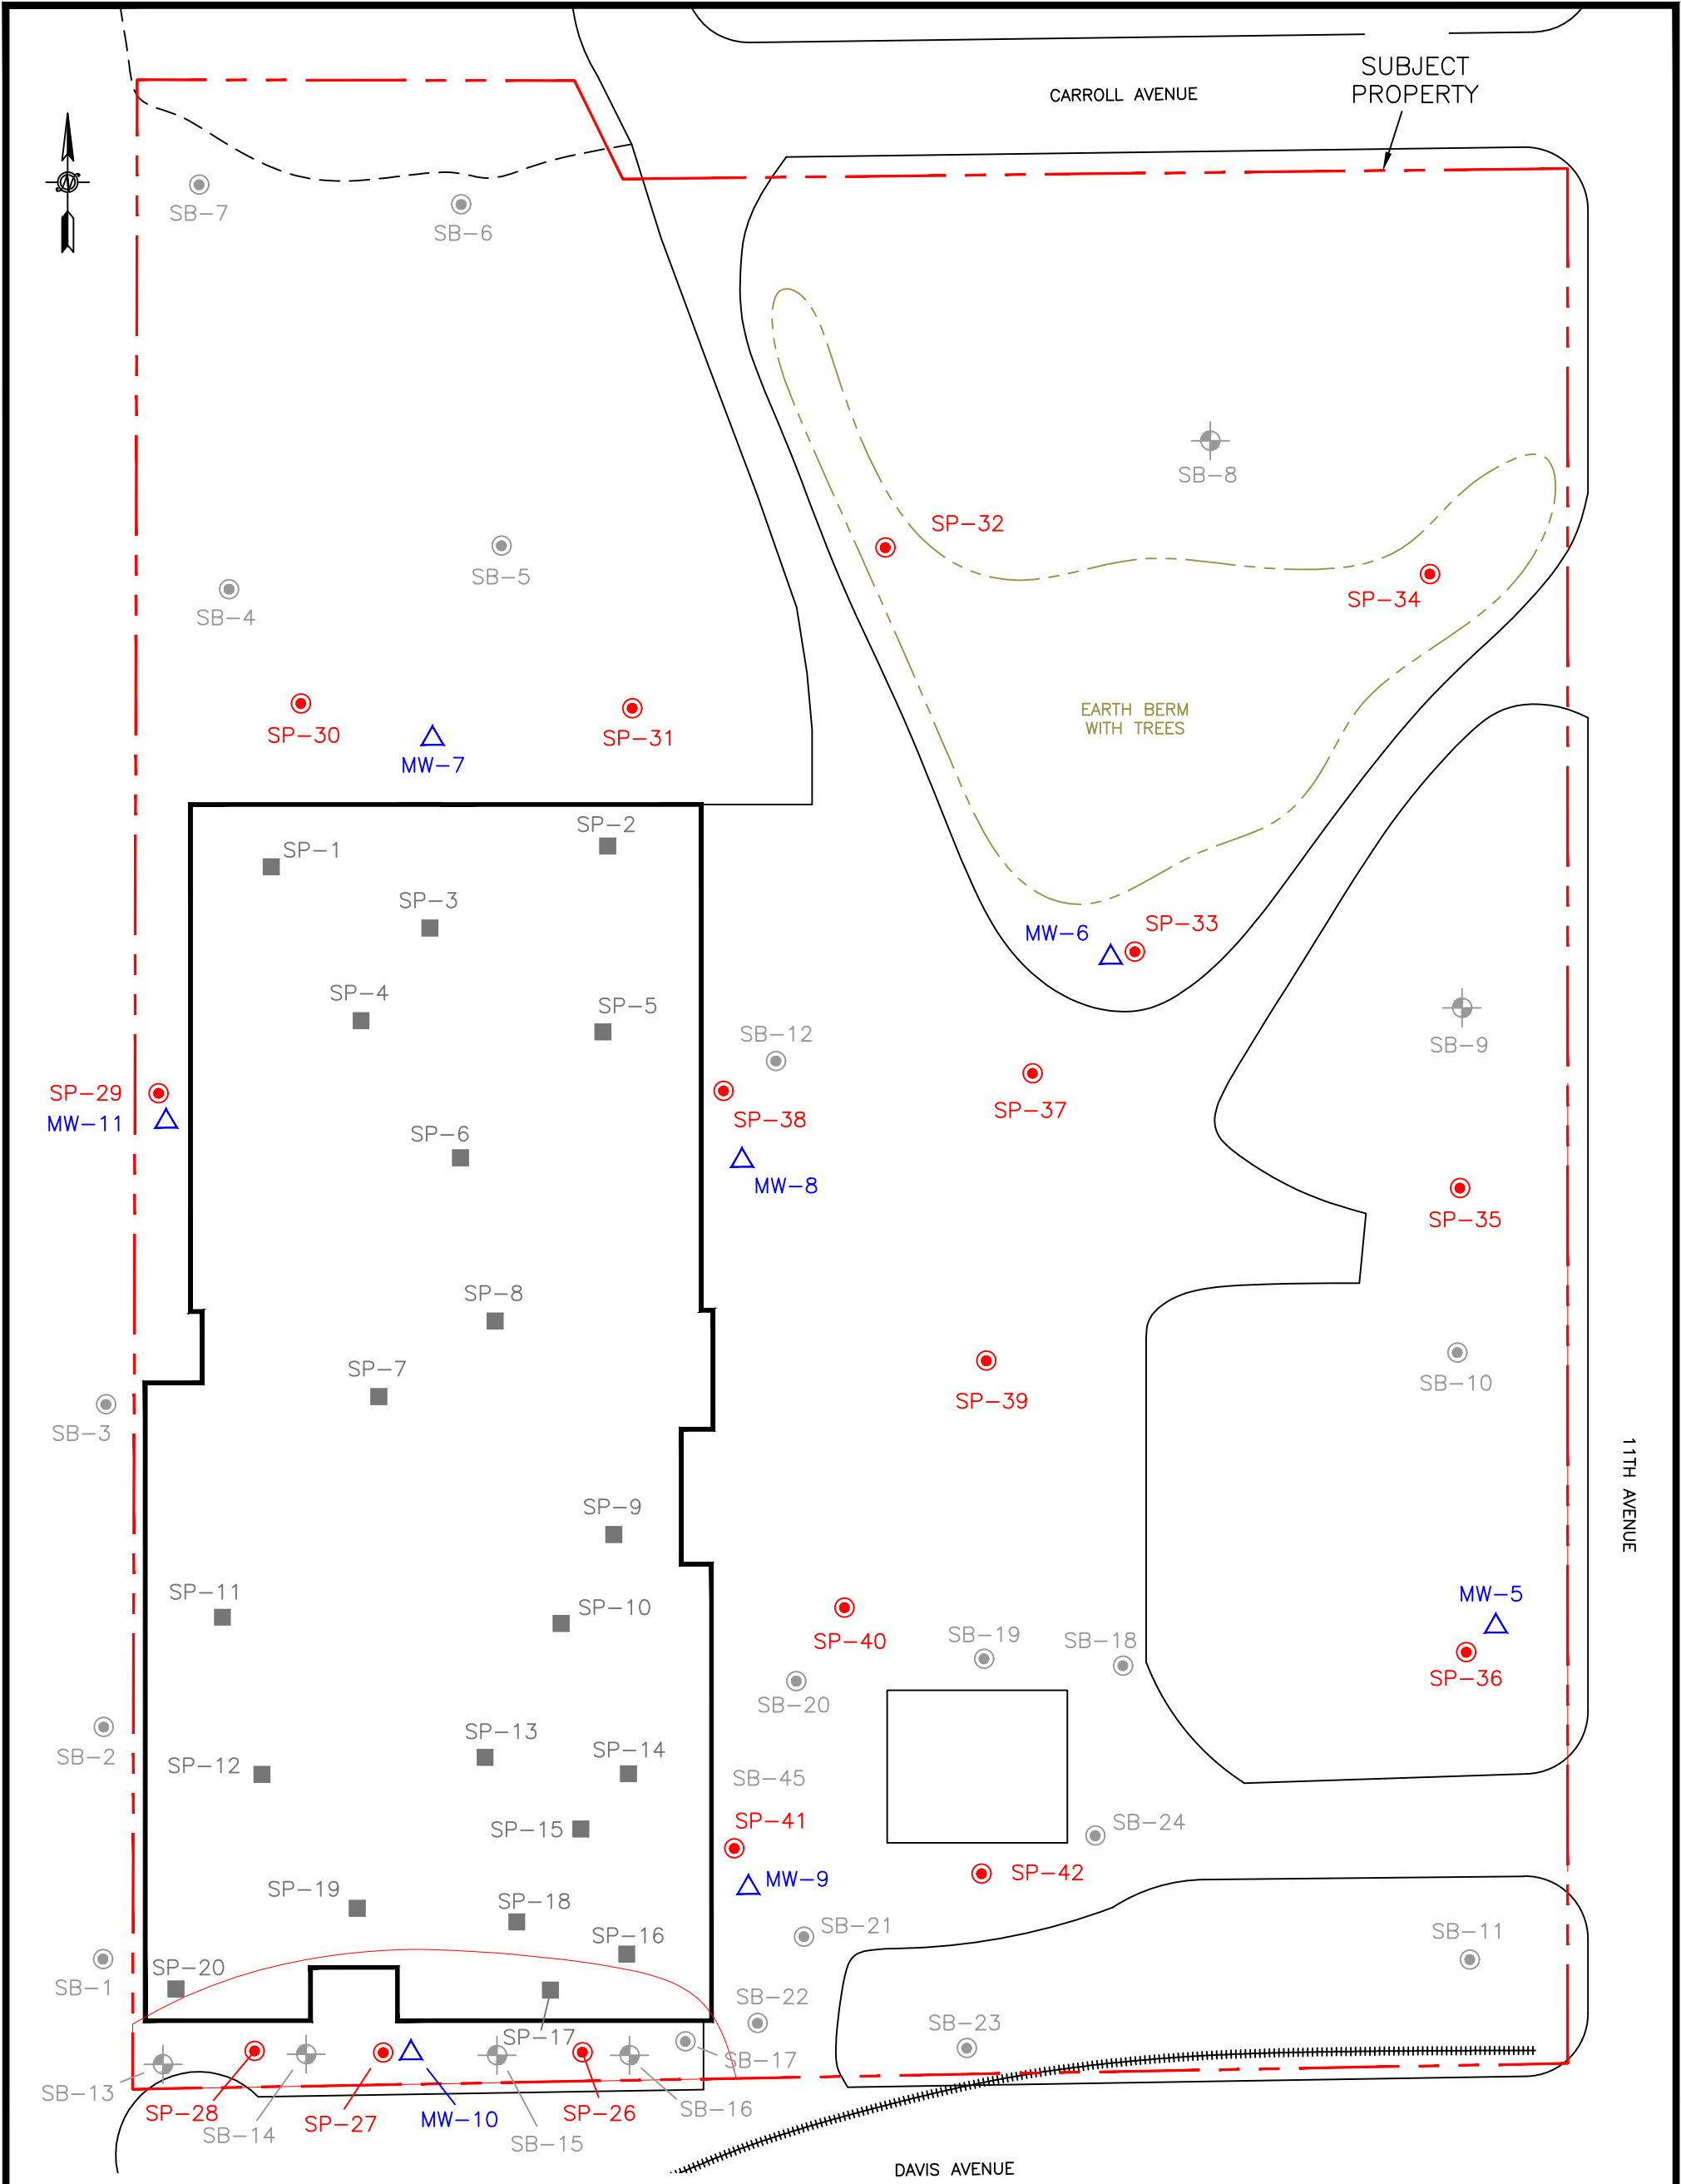 SUBJECT
PROPERTY
CARROLL AVENUE
N
SB-7
SB-6
SB-8
SP-32
SB-5
SP-34
SB-4
EARTH BERM
WITH TREES
SP-30
SP-31
MW-7
SP-2
SP-1
SP-3
SP-33
MW-6
SP-4
SP-5
SB-12
SB-9
SP-29
SP-37
SP-38
MW-11
SP-6
MW-8
SP-35
SP-8
SP-7
SB-10
SP-39
SB-3
11TH AVENUE
SP-9
SP-11
MW-5
SP-10
SB-19
SP-40
SB-18
SP-36
SB-20
SP-13
SP-14
SB-2
SP-12
SB-45
SP-41
SB-24
SP-15
SP-42
MW-9
SP-19
SP-18
SB-21
SP-16
SB-11
SP-20
SB-1
SB-22
SB-23
SP-17
SB-17
SB-13
SP-28
SP-27
MW-10
SP-26
SB-16
SB-14
SB-15
DAVIS AVENUE